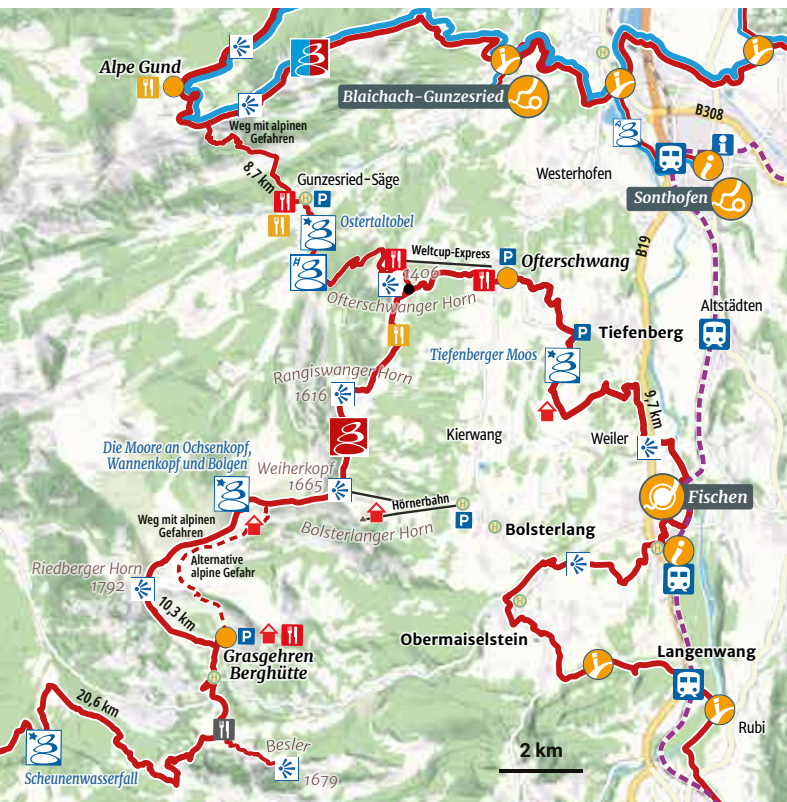 Alpe Gund
Blaichach-Gunzesried
B308
Weg mit alpinen
Gefahren
8,7 km
Gunzesried-Säge
Westerhofen
Sonthofen
Ostertaltobel
B19
Weltcup-Express
Ofterschwang
1406
Ofterschwanger Horn
Altstädten
Tiefenberg
Tiefenberger Moos
Rangiswanger Horn
1616
9,7 km
Kierwang
Weiler
Die Moore an Ochsenkopf,
Wannenkopf und Bolgen
Weiherkopf
1665
Hörnerbahn
Fischen
Bolsterlanger Horn
Bolsterlang
Weg mit alpinen
Gefahren
Alternative
alpine Gefahr
Riedberger Horn
1792
10,3 km
Grasgehren
Berghütte
Obermaiselstein
Langenwang
20,6 km
Rubi
Besler
1679
2 km
Scheunenwasserfall
P
P
P
P
P
H
H
H
H
H
H
H
i
i
i
A
H